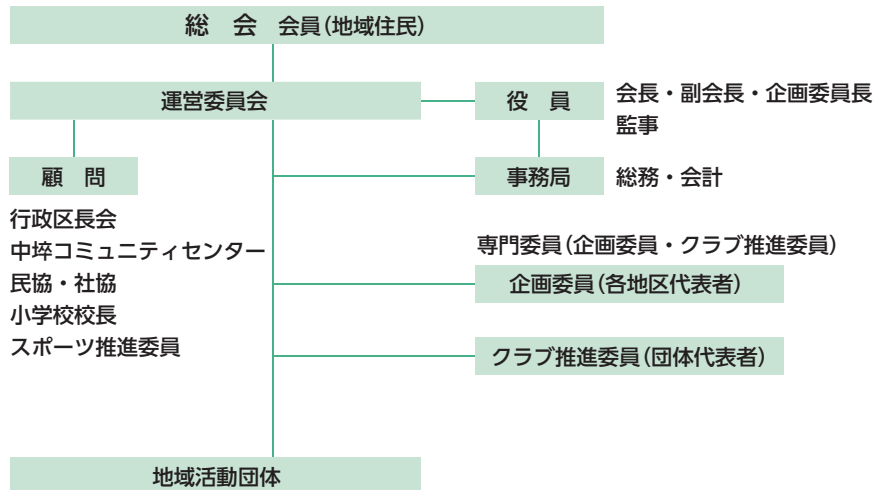 総　会　会員（地域住民）
運営委員会
役　員
会長・副会長・企画委員長
監事
顧　問
事務局
総務・会計
行政区長会
中埣コミュニティセンター
民協・社協
小学校校長
スポーツ推進委員
専門委員（企画委員・クラブ推進委員）
企画委員（各地区代表者）
クラブ推進委員（団体代表者）
地域活動団体